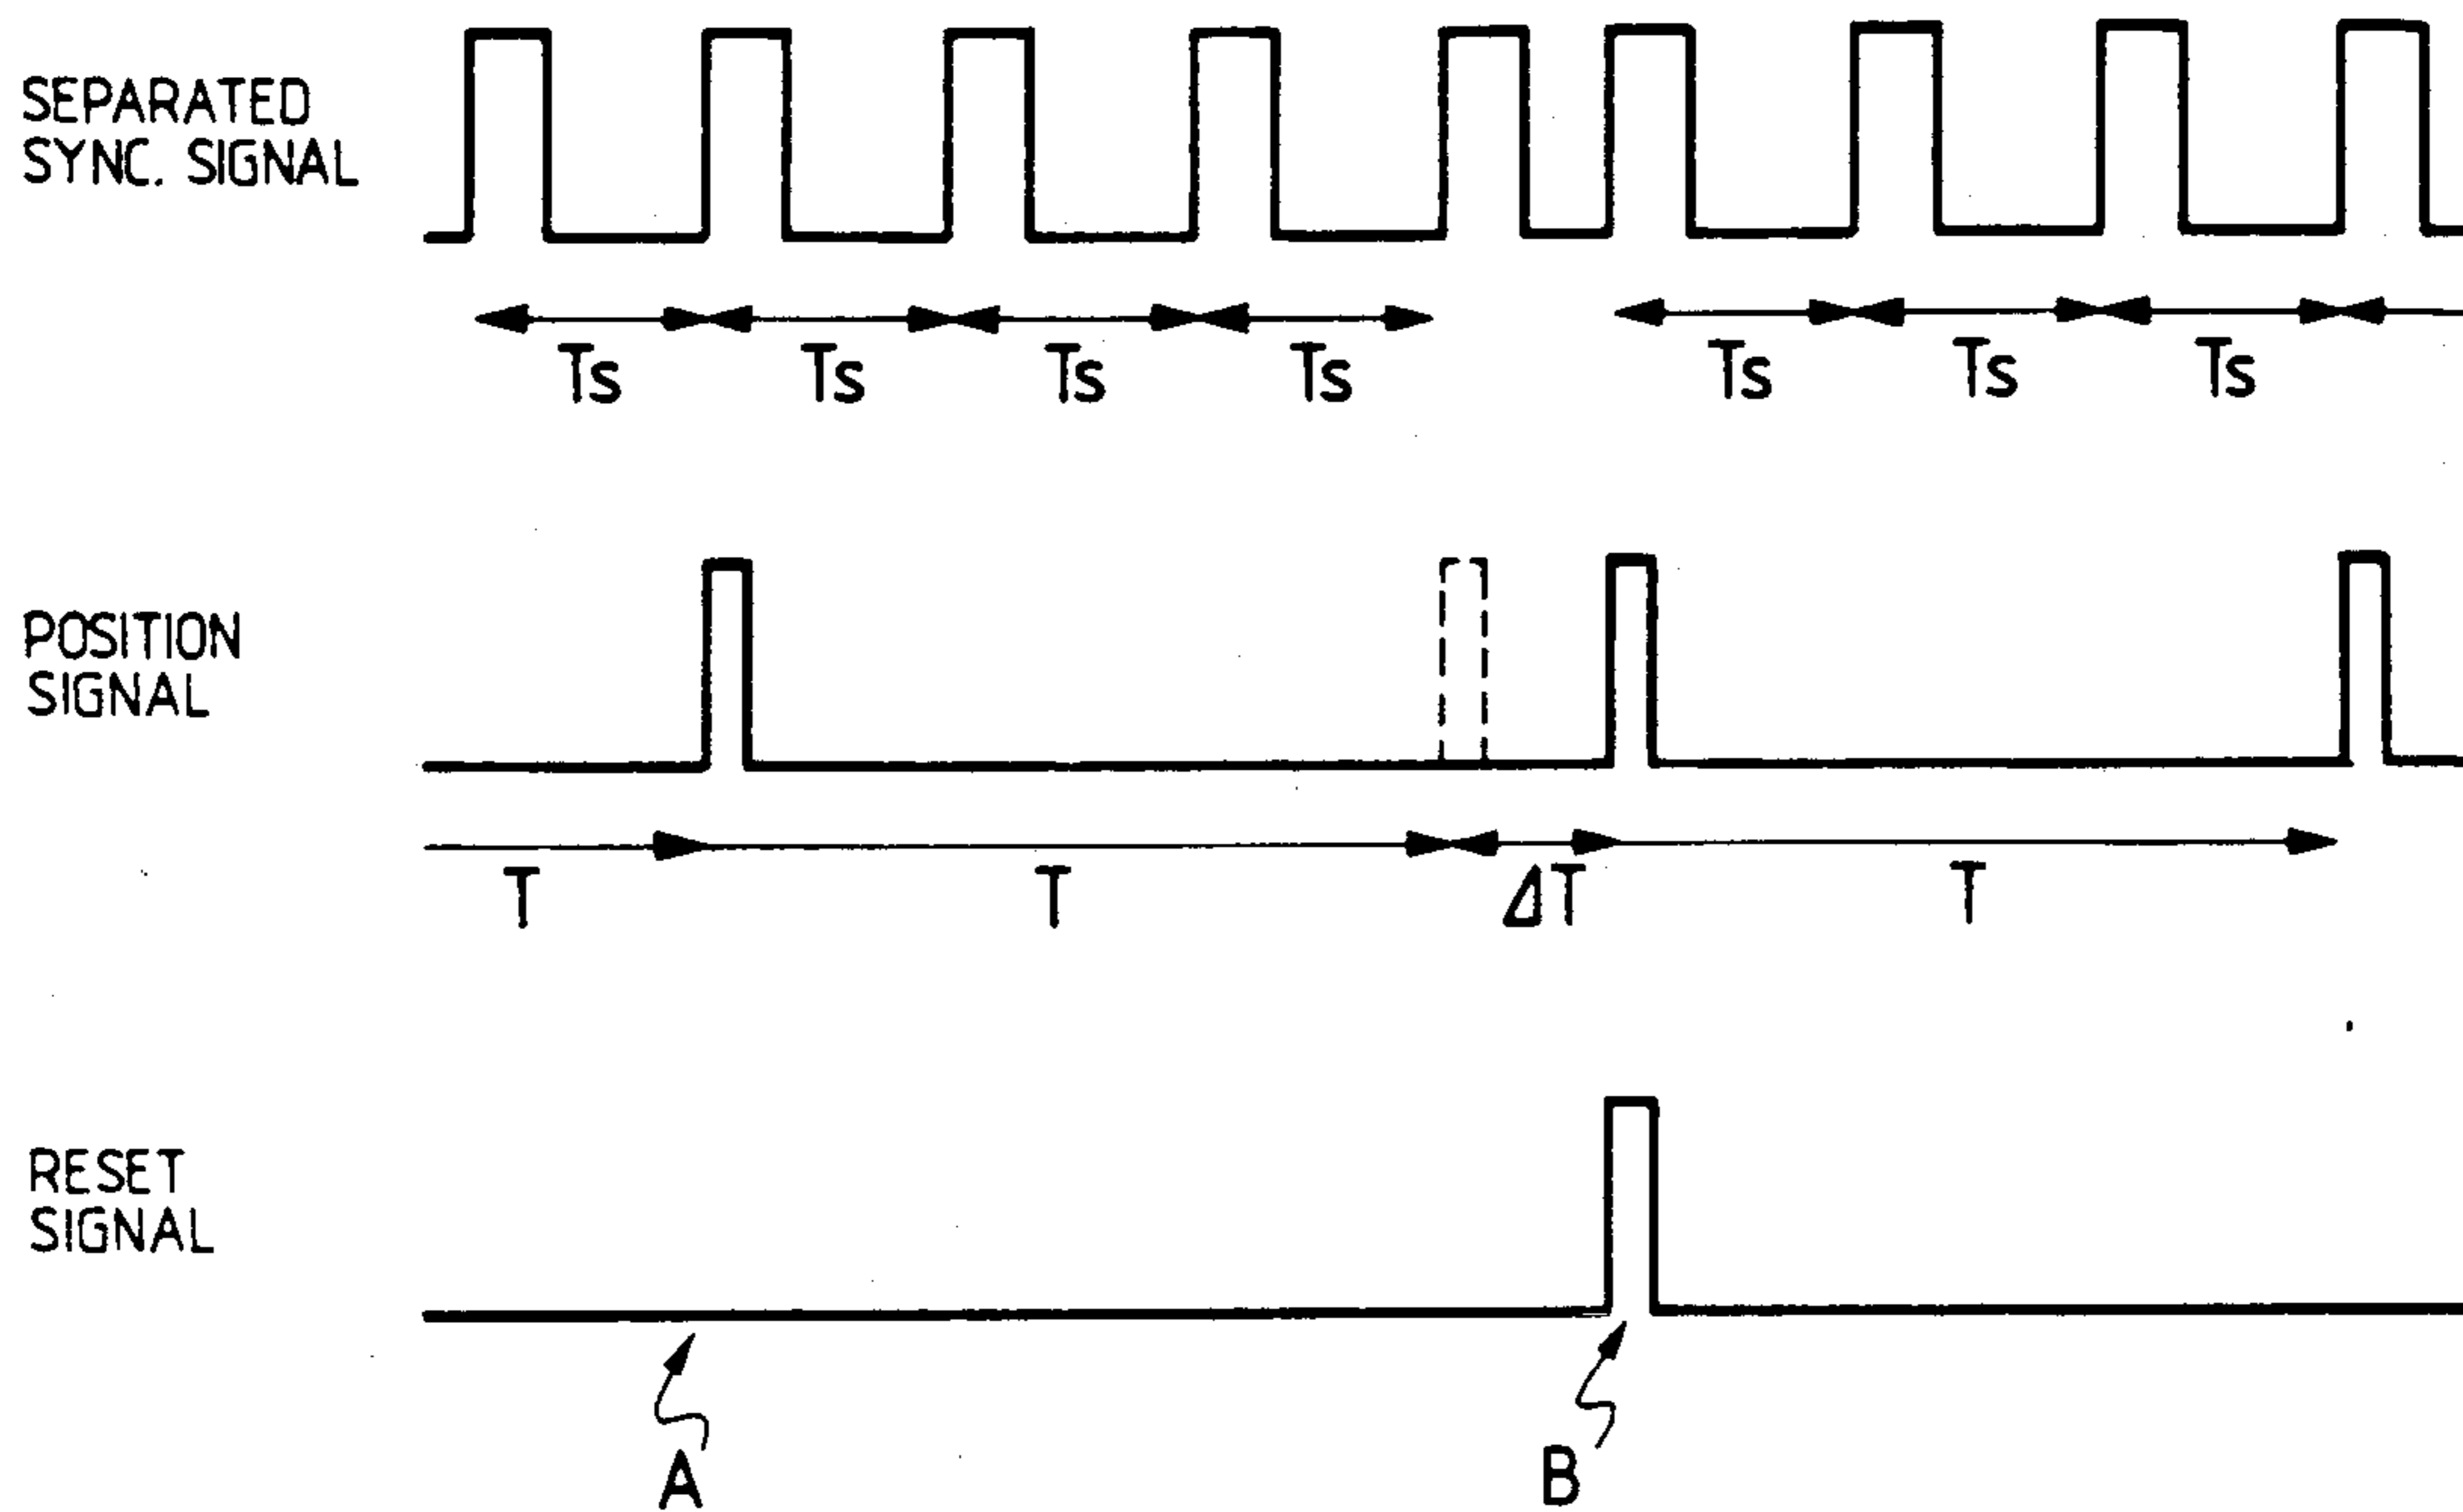 SEPARATED
SYNC. SIGNAL
Ts Ts Ts Ts Ts Ts Ts
POSITION
SIGNAL
T T ΔT T
RESET
SIGNAL
A B